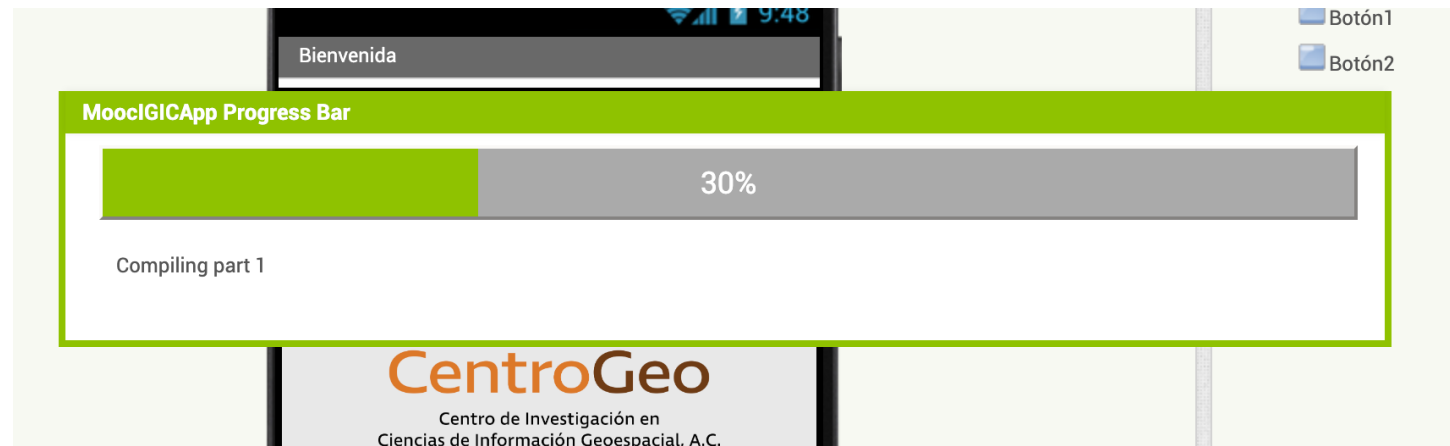 9:48
Botón1
Bienvenida
Botón2
MoocIGICApp Progress Bar
30%
Compiling part 1
CentroGeo
Centro de Investigación en
Ciencias de Información Geoespacial, A.C.